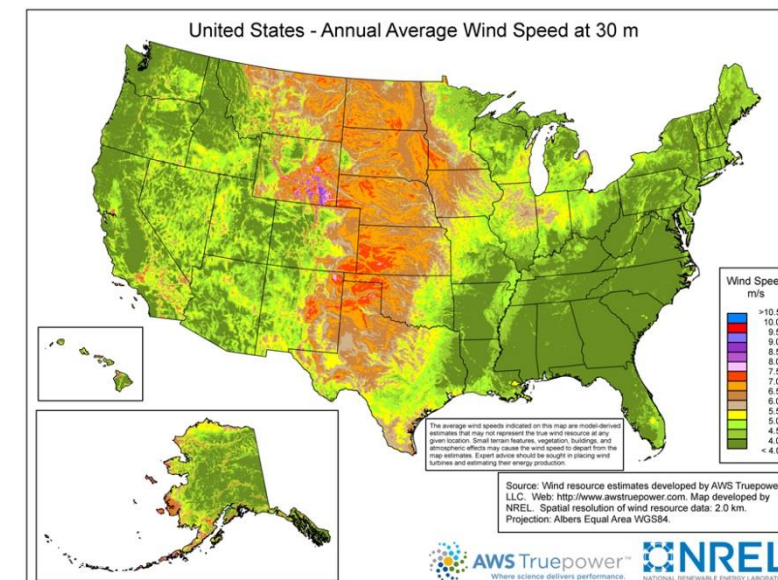 United States - Annual Average Wind Speed at 30 m
Wind Spee
m/s
>10.5
10.0
9.5
9.0
8.5
8.0
7.5
7.0
6.5
6.0
5.5
5.0
4.5
4.0
< 4.0
The average wind speeds indicated on this map are model-derived
estimates that may not represent the true wind resource at any
given location. Small terrain features, vegetation, buildings, and
atmospheric effects may cause the wind speed to depart from the
map estimates. Expert advice should be sought in placing wind
turbines and estimating their energy production.
Source: Wind resource estimates developed by AWS Truepowe
LLC. Web: http://www.awstruepower.com. Map developed by
NREL. Spatial resolution of wind resource data: 2.0 km.
Projection: Albers Equal Area WGS84.
AWS Truepower™
Where science delivers performance.
NREL
NATIONAL RENEWABLE ENERGY LABORAT